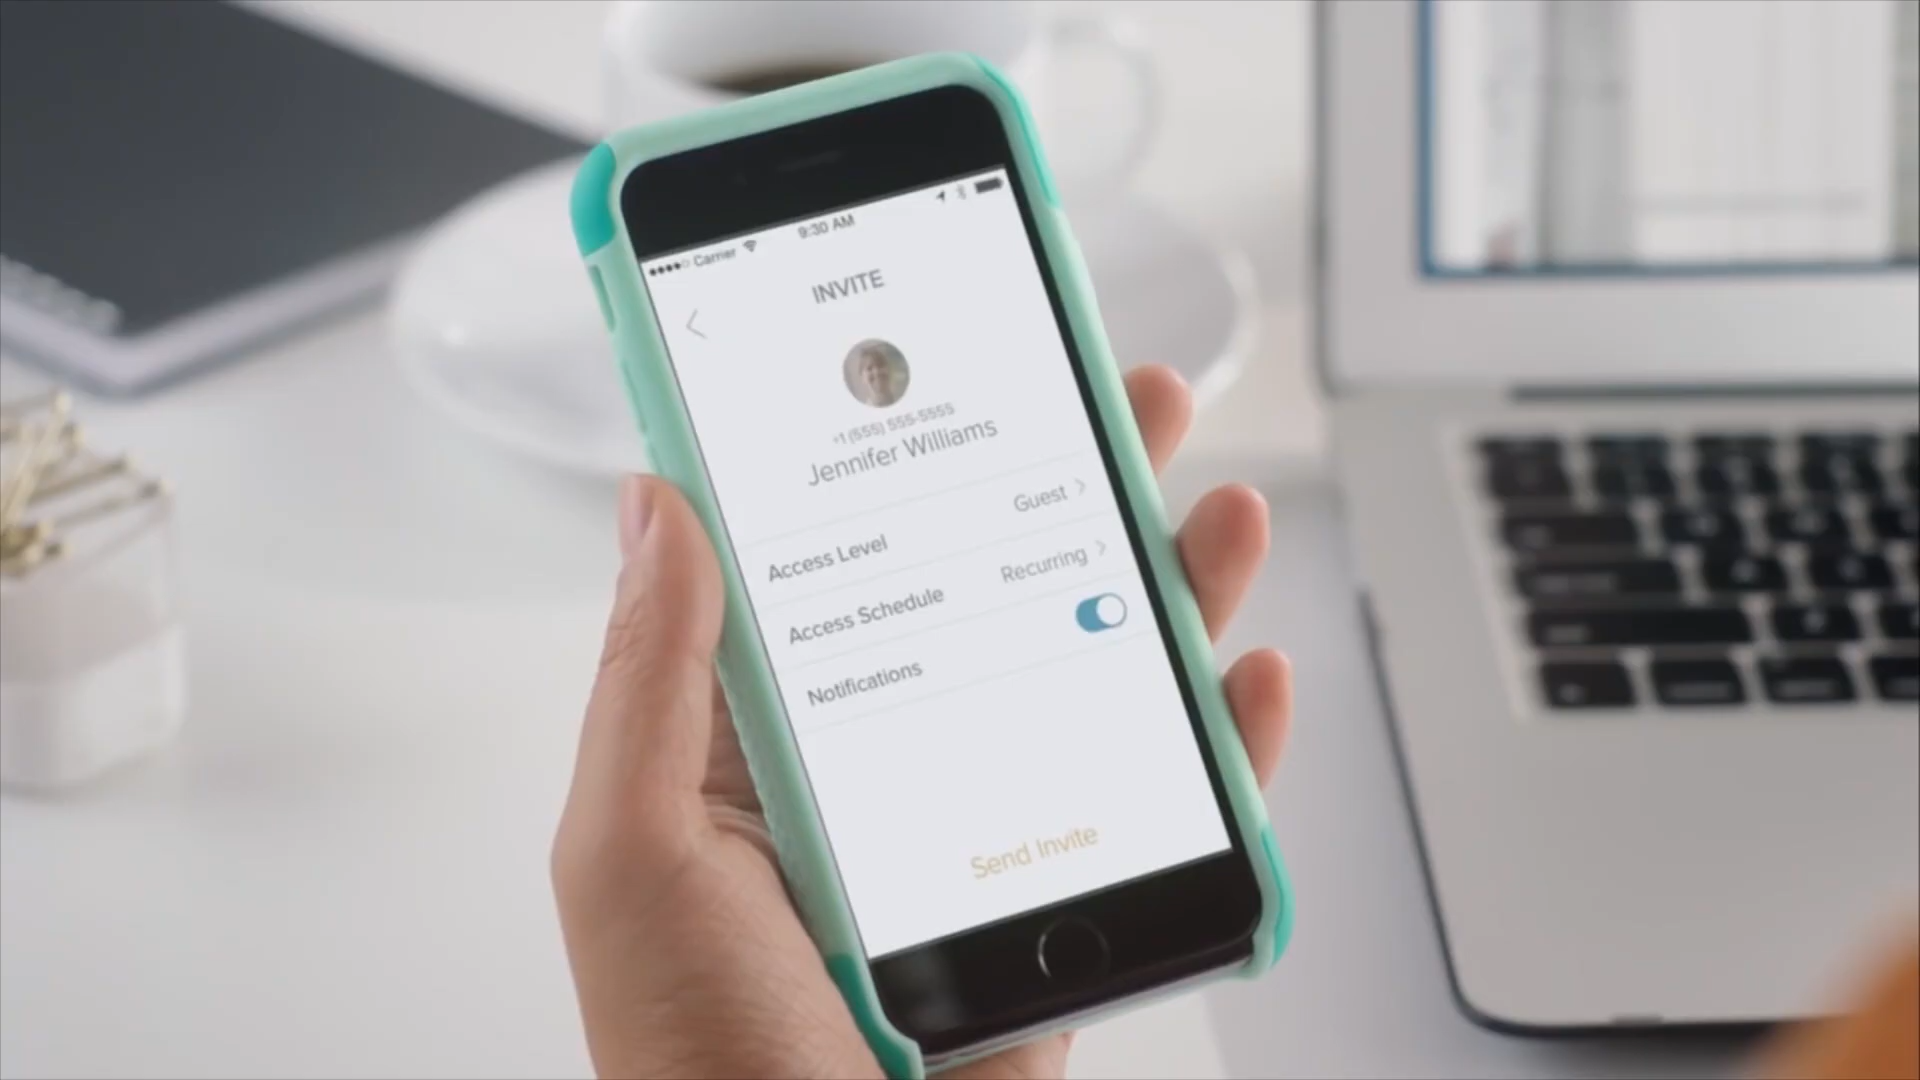 Carrier 9:30 AM
INVITE
+1 (555) 555-5555
Jennifer Williams
Access Level Guest
Access Schedule Recurring
Notifications
Send Invite